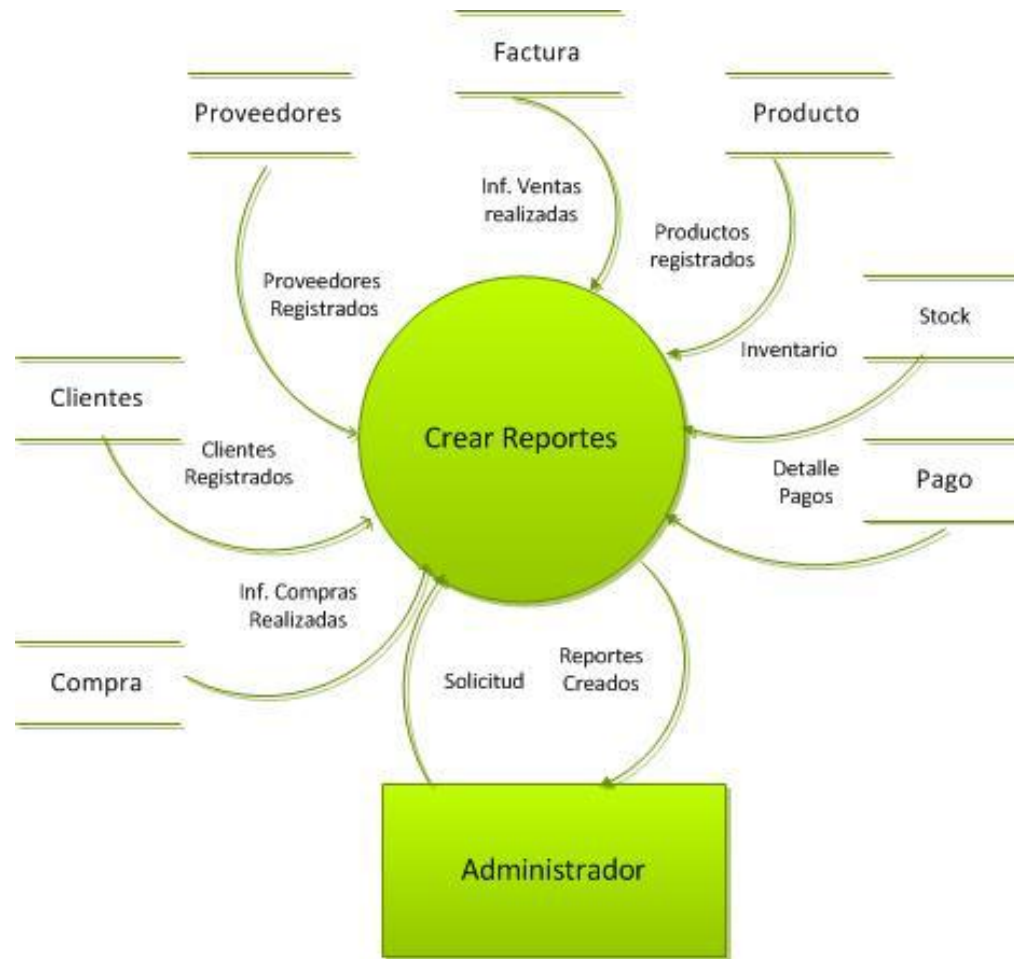 Factura
Proveedores
Producto
Inf. Ventas
realizadas
Productos
registrados
Proveedores
Registrados
Stock
Inventario
Clientes
Crear Reportes
Clientes
Registrados
Detalle
Pagos
Pago
Inf. Compras
Realizadas
Compra
Solicitud
Reportes
Creados
Administrador